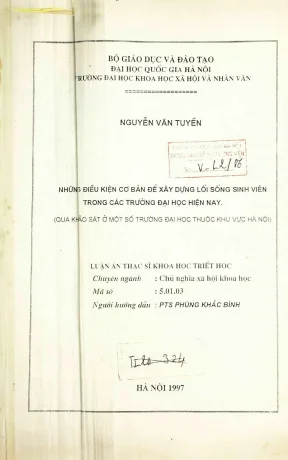 BỘ GIÁO DỤC VÀ ĐÀO TẠO
ĐẠI HỌC QUỐC GIA HÀ NỘI
TRƯỜNG ĐẠI HỌC KHOA HỌC XÃ HỘI VÀ NHÂN VĂN
===================
NGUYỄN VĂN TUYẾN
V-L2/
NHỮNG ĐIỀU KIỆN CƠ BẢN ĐỂ XÂY DỰNG LỐI SỐNG SINH VIÊN
TRONG CÁC TRƯỜNG ĐẠI HỌC HIỆN NAY.
(QUA KHẢO SÁT Ở MỘT SỐ TRƯỜNG ĐẠI HỌC THUỘC KHU VỰC HÀ NỘI)
LUẬN ÁN THẠC SĨ KHOA HỌC TRIẾT HỌC
Chuyên ngành : Chủ nghĩa xã hội khoa học
Mã số : 5.01.03
Người hướng dẫn : PTS PHÙNG KHẮC BÌNH
324
HÀ NỘI 1997